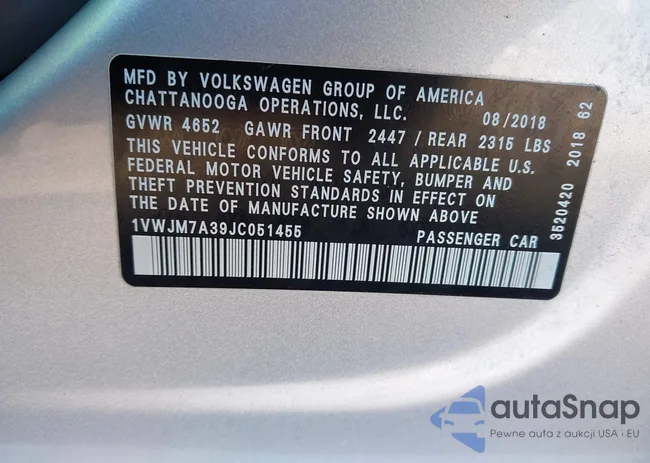 MFD BY VOLKSWAGEN GROUP OF AMERICA
CHATTANOOGA OPERATIONS, LLC. 08/2018
GVWR 4652 GAWR FRONT 2447 / REAR 2315 LBS
THIS VEHICLE CONFORMS TO ALL APPLICABLE U.S.
FEDERAL MOTOR VEHICLE SAFETY, BUMPER AND
THEFT PREVENTION STANDARDS IN EFFECT ON
THE DATE OF MANUFACTURE SHOWN ABOVE
1VWJM7A39JC051455 PASSENGER CAR
3520420 2018 62
autaSnap
Pewne auta z aukcji USA i EU